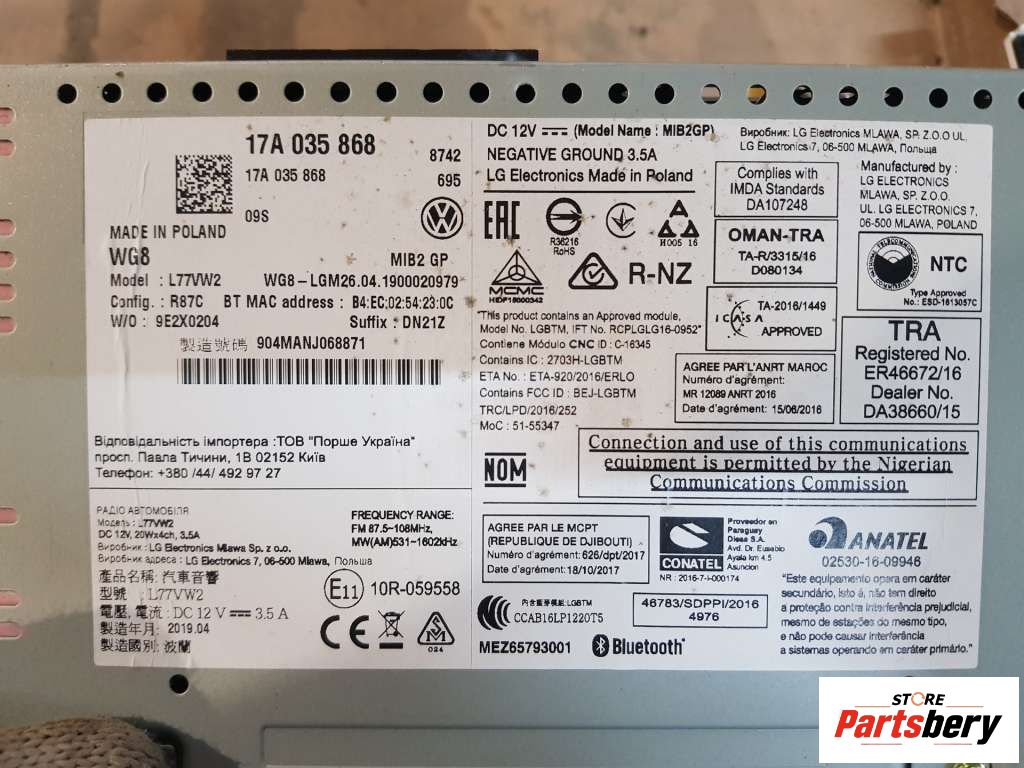 17A 035 868
17A 035 868
8742
695
09S
MADE IN POLAND
WG8
MIB2 GP
Model : L77VW2
WG8-LGM26.04.1900020979
Config. : R87C
BT MAC address : B4:EC:02:54:23:0C
W/O : 9E2X0204
Suffix : DN21Z
製造號碼 904MANJ068871
Відповідальність імпортера :ТОВ "Порше Україна"
просп. Павла Тичини, 1В 02152 Київ
Телефон: +380 /44/ 492 97 27
РАДІО АВТОМОБІЛЯ
Модель: L77VW2
DC 12V, 20Wx4ch, 3.5A
Виробник : LG Electronics Mlawa Sp. z o.o.
Виробник адреса : LG Electronics 7, 06-500 Mlawa, Польша
FREQUENCY RANGE:
FM 87.5~108MHz,
MW(AM)531~1602kHz
產品名稱: 汽車音響
型號 : L77VW2
電壓, 電流: DC 12 V 3.5 A
製造年月: 2019.04
製造國別: 波蘭
E11 10R-059558
CE
024
DC 12V (Model Name : MIB2GP)
NEGATIVE GROUND 3.5A
LG Electronics Made in Poland
Виробник: LG Electronics MLAWA, SP. Z.O.O UL.
LG Electronics 7, 06-500 MLAWA, Польща
EAC
R36216
RoHS
H005 16
Complies with
IMDA Standards
DA107248
Manufactured by:
LG ELECTRONICS
MLAWA, SP. Z.O.O.
UL. LG ELECTRONICS 7,
06-500 MLAWA, POLAND
MCMC
HIDF16000342
R-NZ
OMAN-TRA
TA-R/3315/16
D080134
NTC
Type Approved
No.: ESD-1613057C
"This product contains an Approved module,
Model No. LGBTM, IFT No. RCPLGLG16-0952"
Contiene Módulo CNC ID : C-16345
Contains IC : 2703H-LGBTM
ETA No. : ETA-920/2016/ERLO
Contains FCC ID : BEJ-LGBTM
TRC/LPD/2016/252
MoC : 51-55347
ICASA
TA-2016/1449
APPROVED
AGREE PAR L'ANRT MAROC
Numéro d'agrément:
MR 12089 ANRT 2016
Date d'agrément: 15/06/2016
TRA
Registered No.
ER46672/16
Dealer No.
DA38660/15
NOM
Connection and use of this communications
equipment is permitted by the Nigerian
Communications Commission
AGREE PAR LE MCPT
(REPUBLIQUE DE DJIBOUTI)
Numéro d'agrément: 626/dpt/2017
Date d'agrément: 18/10/2017
CONATEL
NR : 2016-7-I-000174
Proveedor en
Paraguay
Diesa S.A.
Avd. Dr. Eusebio
Ayala km 4.5
Asuncion
ANATEL
02530-16-09946
"Este equipamento opera em caráter
secundário, isto é, não tem direito
a proteção contra interferência prejudicial,
mesmo de estações do mesmo tipo,
e não pode causar interferência
a sistemas operando em caráter primário."
內含藍芽模組:LGBTM
CCAB16LP1220T5
46783/SDPPI/2016
4976
MEZ65793001
Bluetooth
STORE
Partsbery